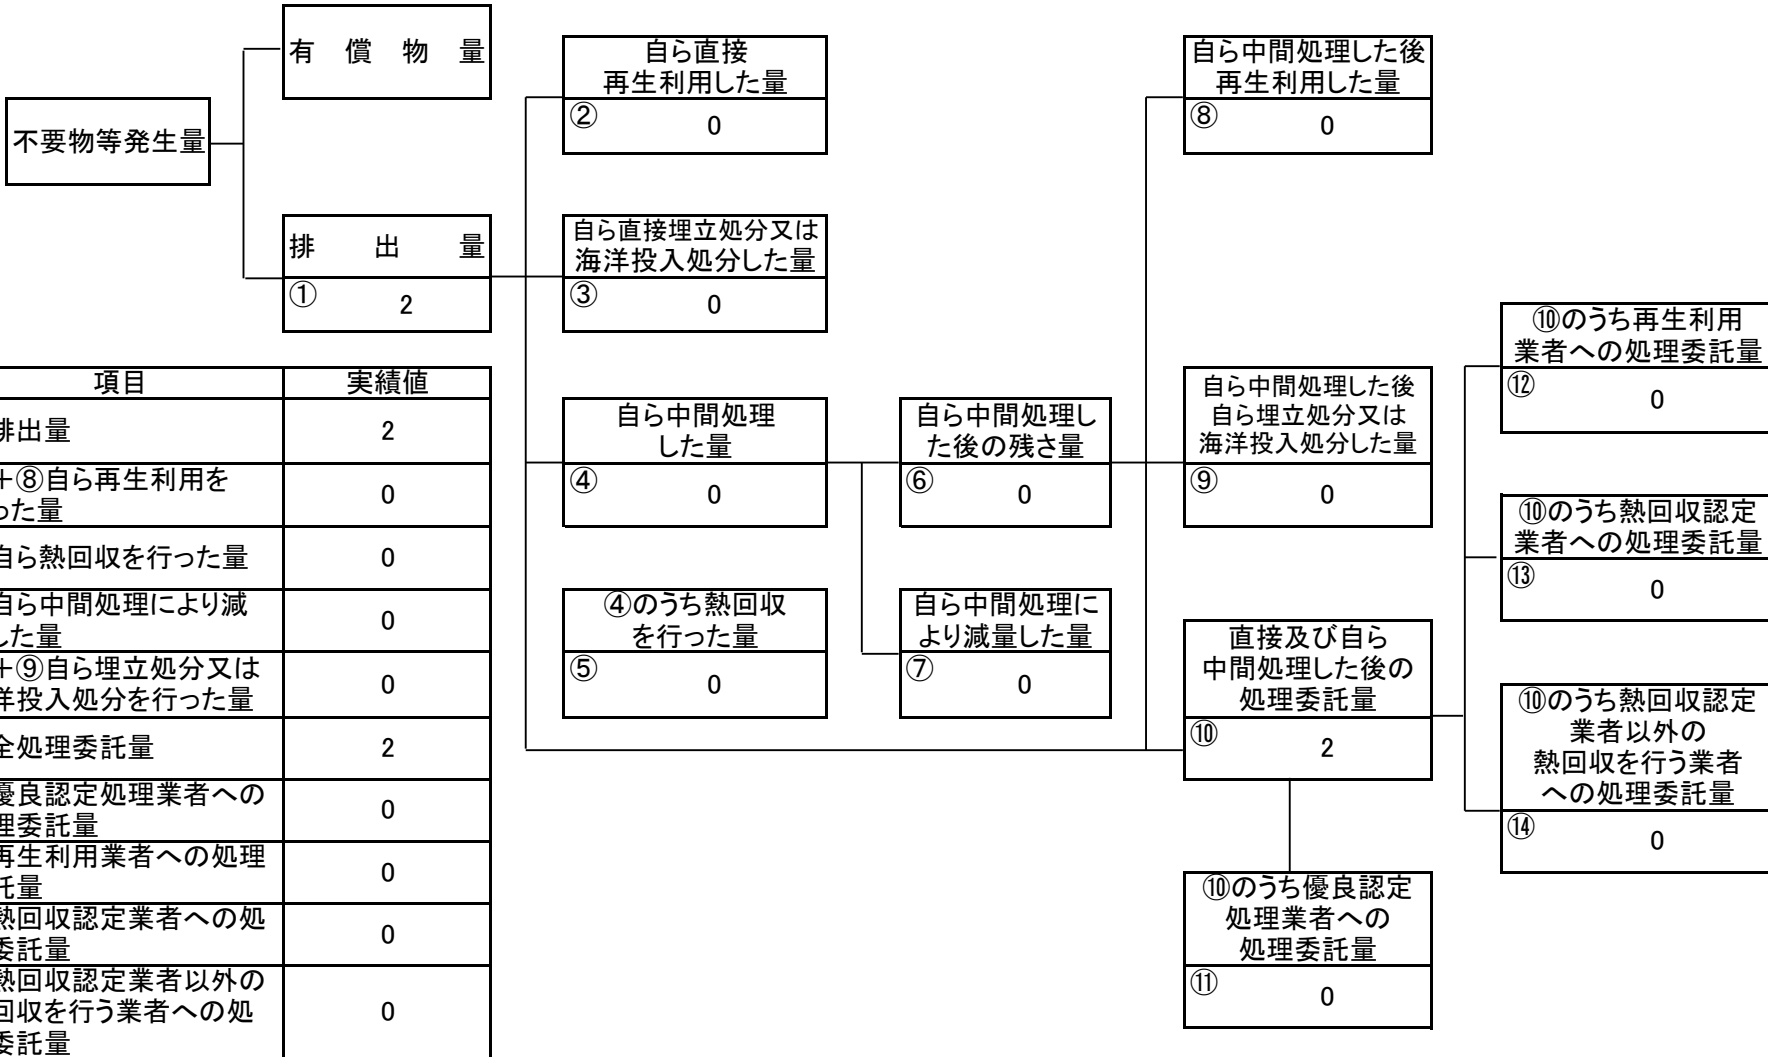 有償物量
不要物等発生量
排出量
①
2
自ら直接
再生利用した量
②
0
自ら直接埋立処分又は
海洋投入処分した量
③
0
自ら中間処理
した量
④
0
④のうち熱回収
を行った量
⑤
0
自ら中間処理し
た後の残さ量
⑥
0
自ら中間処理に
より減量した量
⑦
0
自ら中間処理した後
再生利用した量
⑧
0
自ら中間処理した後
自ら埋立処分又は
海洋投入処分した量
⑨
0
直接及び自ら
中間処理した後の
処理委託量
⑩
2
⑩のうち優良認定
処理業者への
処理委託量
⑪
0
⑩のうち再生利用
業者への処理委託量
⑫
0
⑩のうち熱回収認定
業者への処理委託量
⑬
0
⑩のうち熱回収認定
業者以外の
熱回収を行う業者
への処理委託量
⑭
0
項目 実績値
排出量 2
+⑧自ら再生利用を
った量
0
自ら熱回収を行った量 0
自ら中間処理により減
した量
0
+⑨自ら埋立処分又は
洋投入処分を行った量
0
全処理委託量 2
優良認定処理業者への
理委託量
0
再生利用業者への処理
託量
0
熱回収認定業者への処
委託量
0
熱回収認定業者以外の
回収を行う業者への処
委託量
0